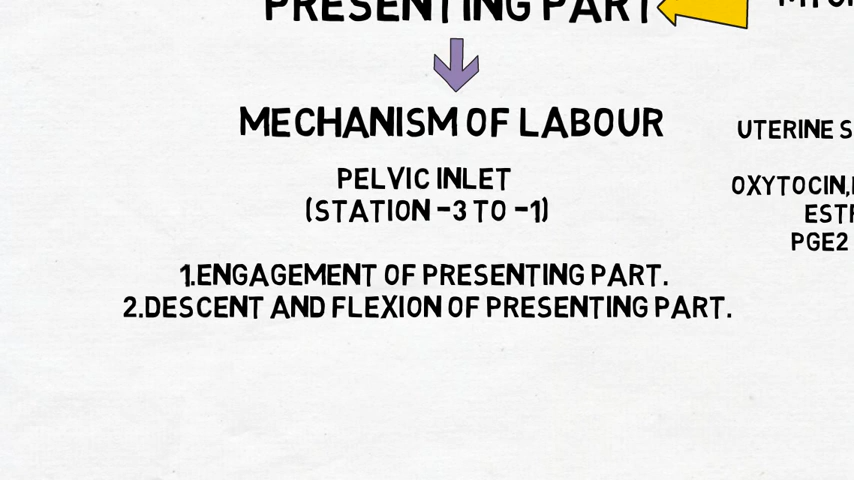 PRESENTING PART
MECHANISM OF LABOUR
PELVIC INLET
(STATION -3 TO -1)
1.ENGAGEMENT OF PRESENTING PART.
2.DESCENT AND FLEXION OF PRESENTING PART.
UTERINE S
OXYTOCIN,
EST
PGE2